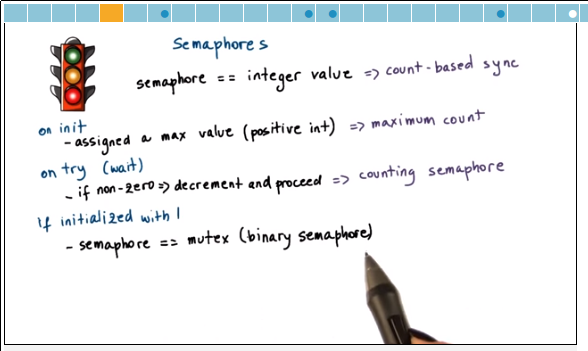 Semaphores
semaphore == integer value => count-based sync
on init
- assigned a max value (positive int) => maximum count
on try (wait)
- if non-zero => decrement and proceed => counting semaphore
If initialized with 1
- semaphore == mutex (binary semaphore)